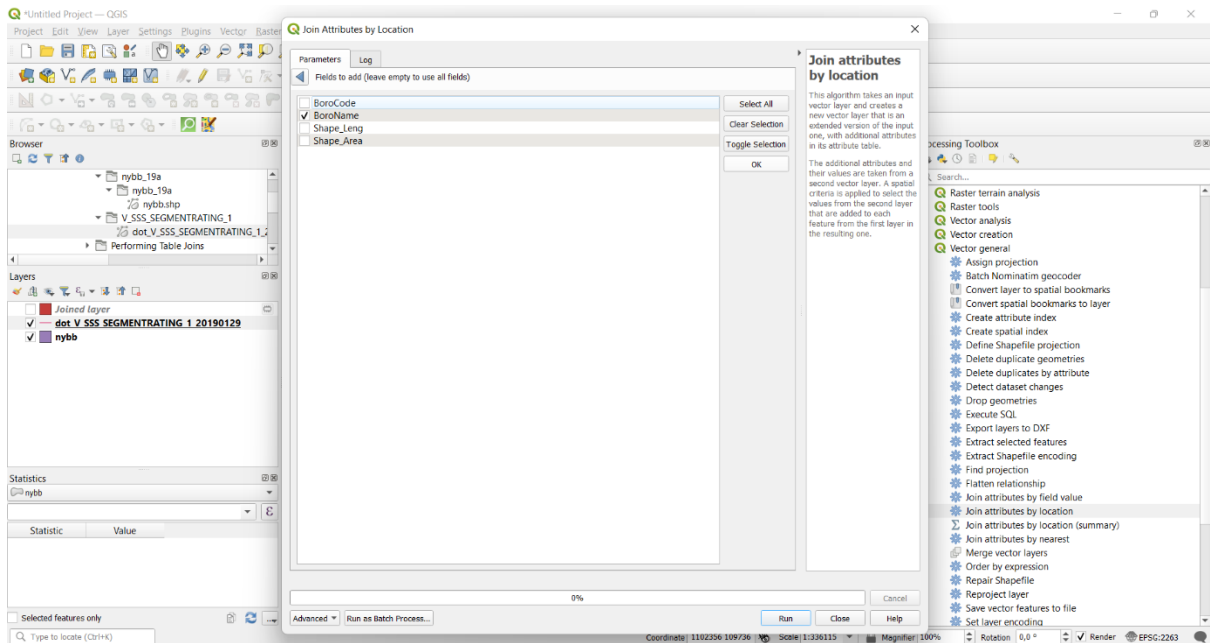 *Untitled Project — QGIS
Project Edit View Layer Settings Plugins Vector Raster
Browser
nybb_19a
nybb_19a
nybb.shp
V_SSS_SEGMENTRATING_1
dot_V_SSS_SEGMENTRATING_1_2
Performing Table Joins
Layers
Joined layer
dot_V_SSS_SEGMENTRATING_1_20190129
nybb
Statistics
nybb
ε
Statistic Value
Selected features only
Type to locate (Ctrl+K)
Join Attributes by Location
Parameters Log
Fields to add (leave empty to use all fields)
BoroCode
BoroName
Shape_Leng
Shape_Area
Select All
Clear Selection
Toggle Selection
OK
Join attributes
by location
This algorithm takes an input
vector layer and creates a
new vector layer that is an
extended version of the input
one, with additional attributes
in its attribute table.
The additional attributes and
their values are taken from a
second vector layer. A spatial
criteria is applied to select the
values from the second layer
that are added to each
feature from the first layer in
the resulting one.
0%
Cancel
Advanced Run as Batch Process...
Run Close Help
ocessing Toolbox
Search...
Raster terrain analysis
Raster tools
Vector analysis
Vector creation
Vector general
Assign projection
Batch Nominatim geocoder
Convert layer to spatial bookmarks
Convert spatial bookmarks to layer
Create attribute index
Create spatial index
Define Shapefile projection
Delete duplicate geometries
Delete duplicates by attribute
Detect dataset changes
Drop geometries
Execute SQL
Export layers to DXF
Extract selected features
Extract Shapefile encoding
Find projection
Flatten relationship
Join attributes by field value
Join attributes by location
Join attributes by location (summary)
Join attributes by nearest
Merge vector layers
Order by expression
Repair Shapefile
Reproject layer
Save vector features to file
Set layer encoding
Coordinate 1102356 109736 Scale 1:336115 Magnifier 100% Rotation 0,0 ° Render EPSG:2263